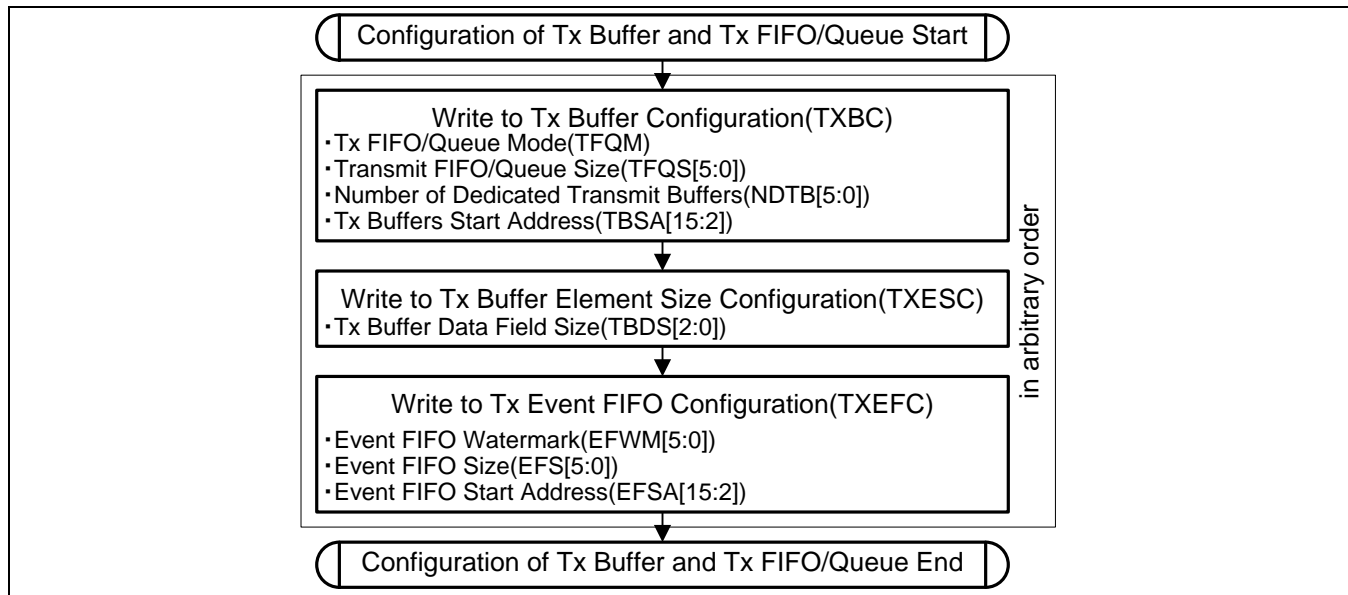 Configuration of Tx Buffer and Tx FIFO/Queue Start
Write to Tx Buffer Configuration(TXBC)
・Tx FIFO/Queue Mode(TFQM)
・Transmit FIFO/Queue Size(TFQS[5:0])
・Number of Dedicated Transmit Buffers(NDTB[5:0])
・Tx Buffers Start Address(TBSA[15:2])
Write to Tx Buffer Element Size Configuration(TXESC)
・Tx Buffer Data Field Size(TBDS[2:0])
Write to Tx Event FIFO Configuration(TXEFC)
・Event FIFO Watermark(EFWM[5:0])
・Event FIFO Size(EFS[5:0])
・Event FIFO Start Address(EFSA[15:2])
in arbitrary order
Configuration of Tx Buffer and Tx FIFO/Queue End